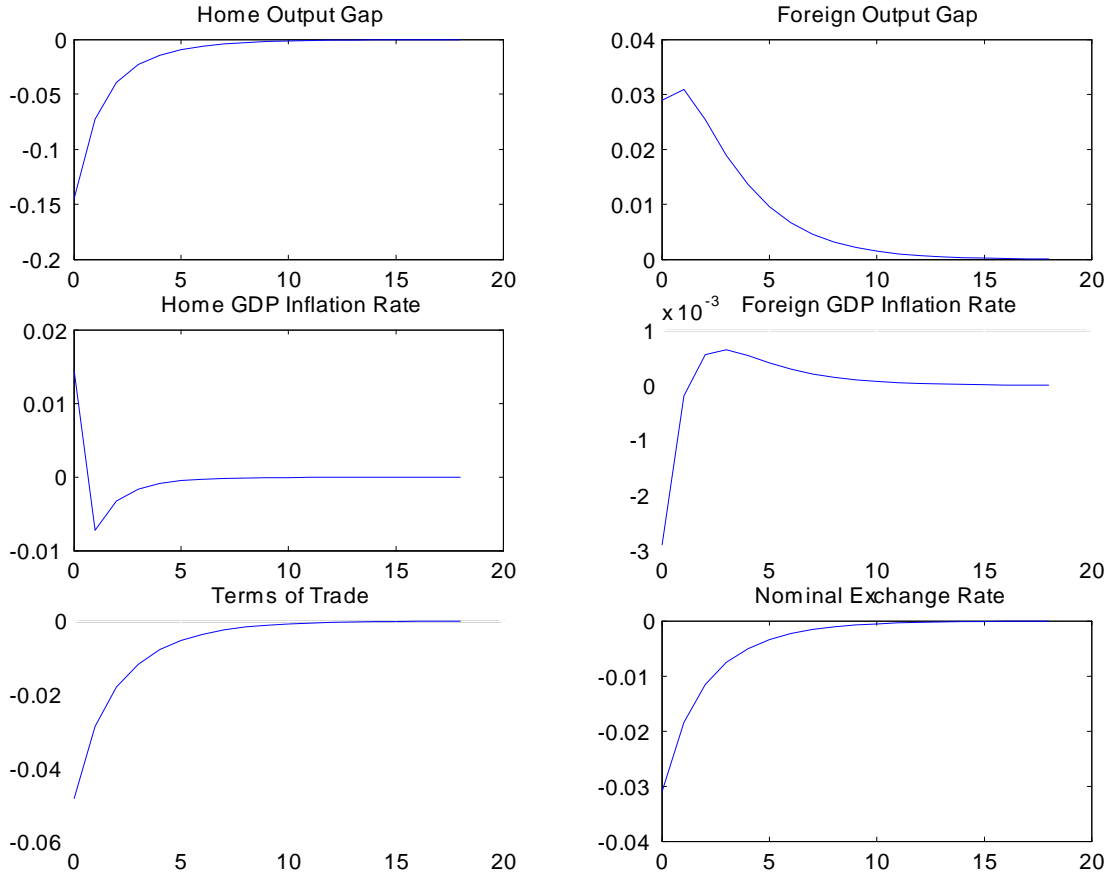 Home Output Gap
0
-0.05
-0.1
-0.15
-0.2
0 5 10 15 20
Foreign Output Gap
0.04
0.03
0.02
0.01
0
0 5 10 15 20
Home GDP Inflation Rate
0.02
0.01
0
-0.01
0 5 10 15 20
x 10-3
Foreign GDP Inflation Rate
1
0
-1
-2
-3
0 5 10 15 20
Terms of Trade
0
-0.02
-0.04
-0.06
0 5 10 15 20
Nominal Exchange Rate
0
-0.01
-0.02
-0.03
-0.04
0 5 10 15 20